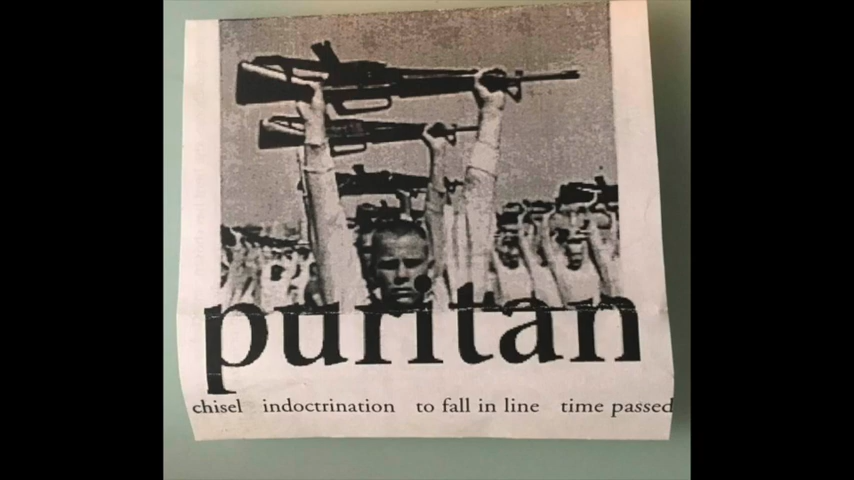 puritan
chisel indoctrination to fall in line time passed